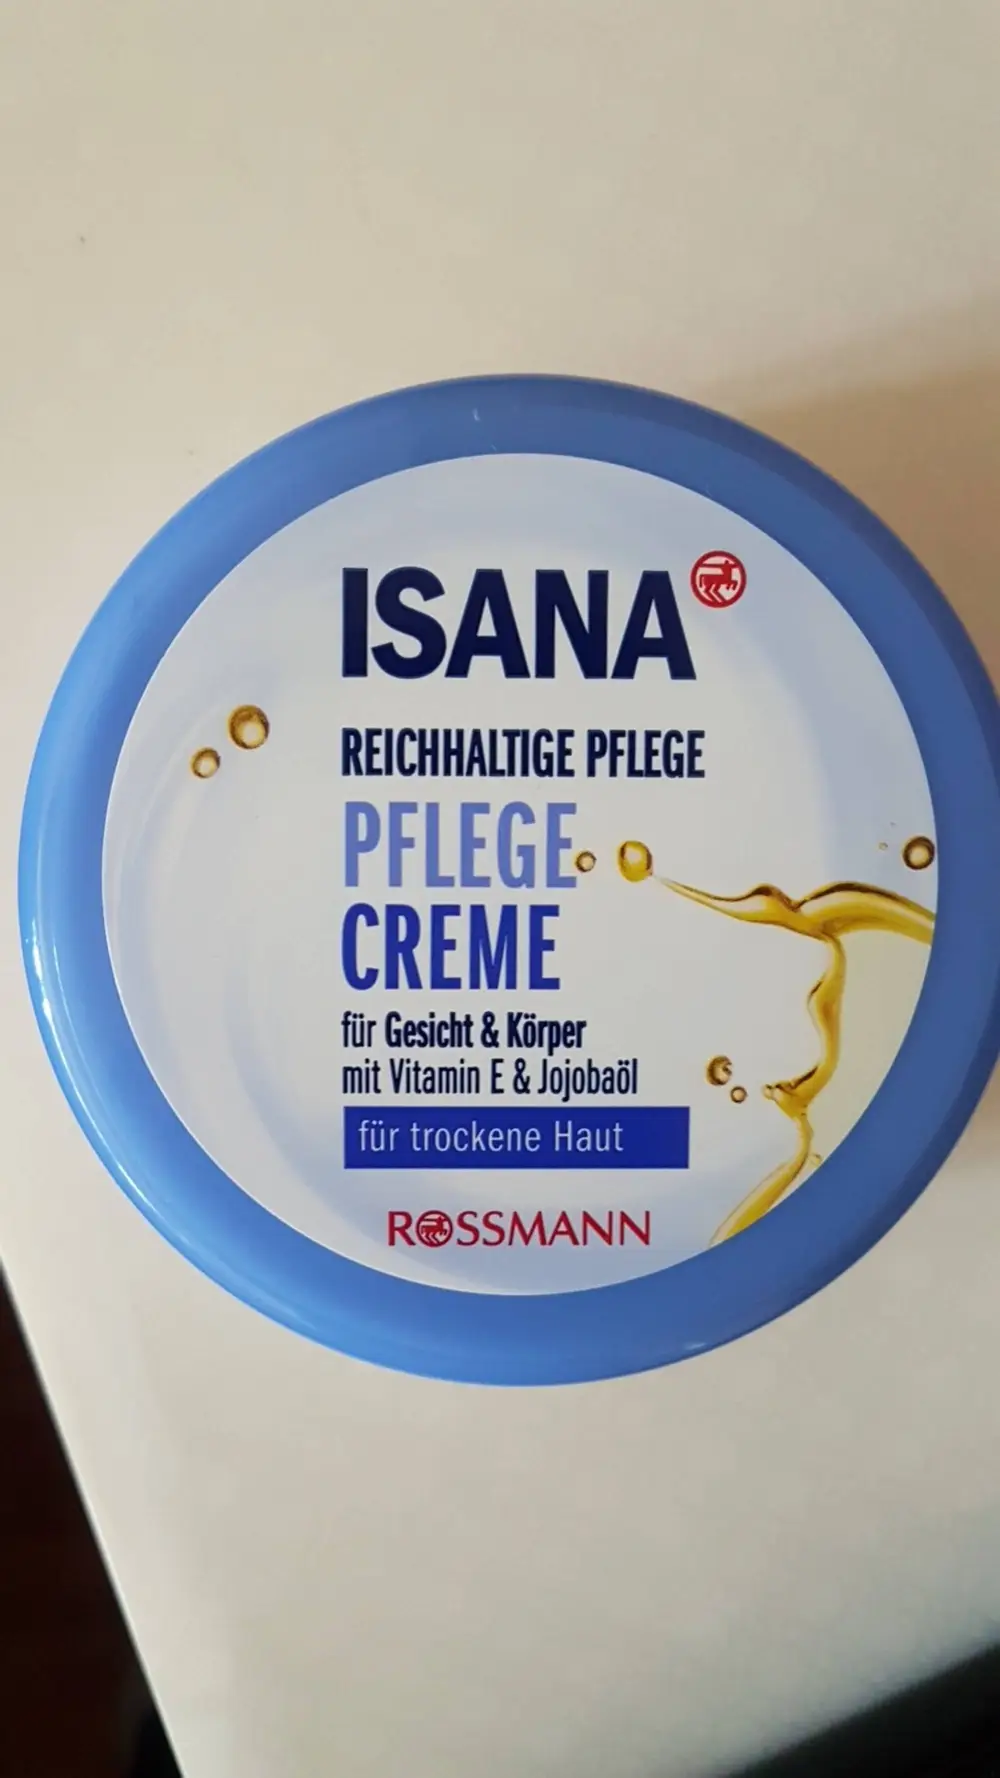 ISANA
REICHHALTIGE PFLEGE
PFLEGE
CREME
für Gesicht & Körper
mit Vitamin E & Jojobaöl
für trockene Haut
ROSSMANN